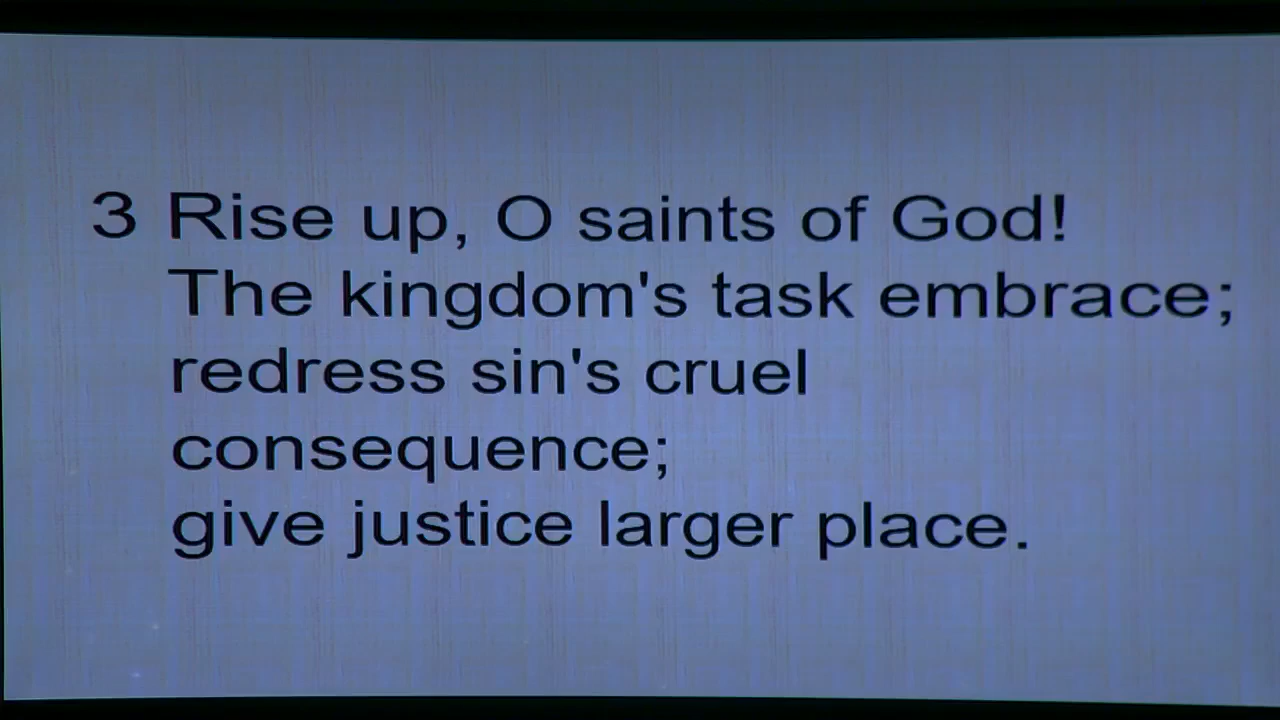 3 Rise up, O saints of God!
The kingdom's task embrace;
redress sin's cruel
consequence;
give justice larger place.